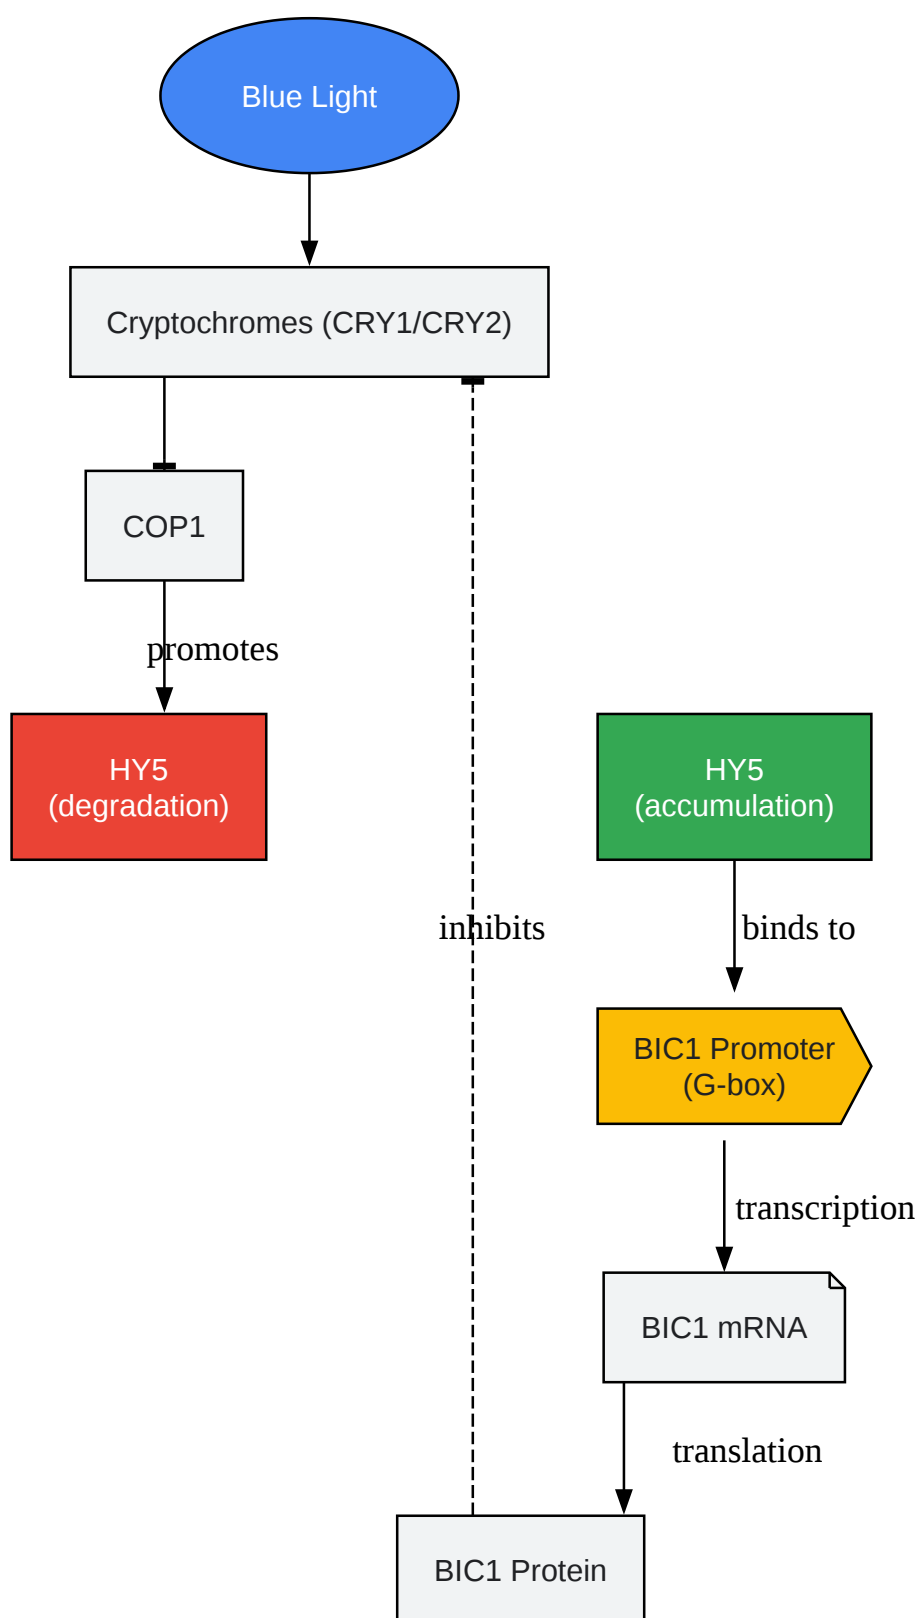 Blue Light
Cryptochromes (CRY1/CRY2)
COP1
promotes
HY5
(degradation)
HY5
(accumulation)
inhibits
binds to
BIC1 Promoter
(G-box)
transcription
BIC1 mRNA
translation
BIC1 Protein